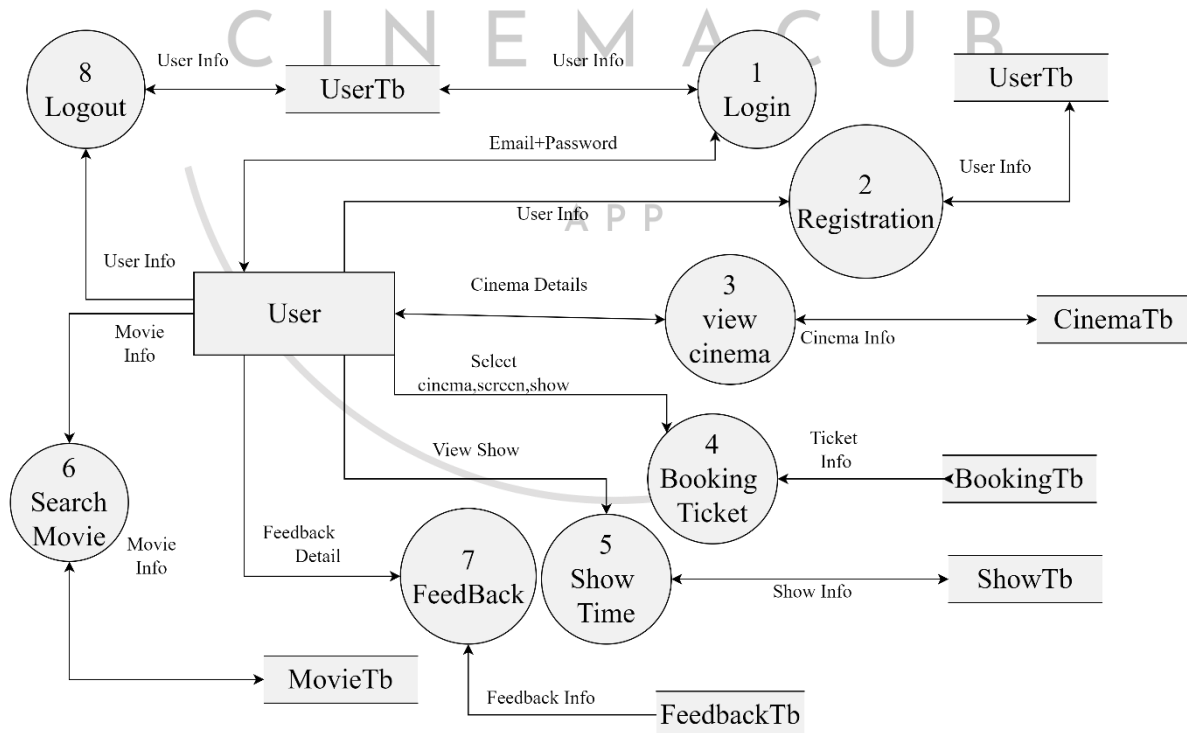 CINEMACUB
APP
8
Logout
User Info
UserTb
User Info
1
Login
UserTb
Email+Password
User Info
2
Registration
User Info
User Info
User
Cinema Details
3
view
cinema
Cinema Info
CinemaTb
Movie
Info
Select
cinema,screen,show
View Show
4
Booking
Ticket
Ticket
Info
BookingTb
6
Search
Movie
Movie
Info
Feedback
Detail
7
FeedBack
5
Show
Time
Show Info
ShowTb
MovieTb
Feedback Info
FeedbackTb